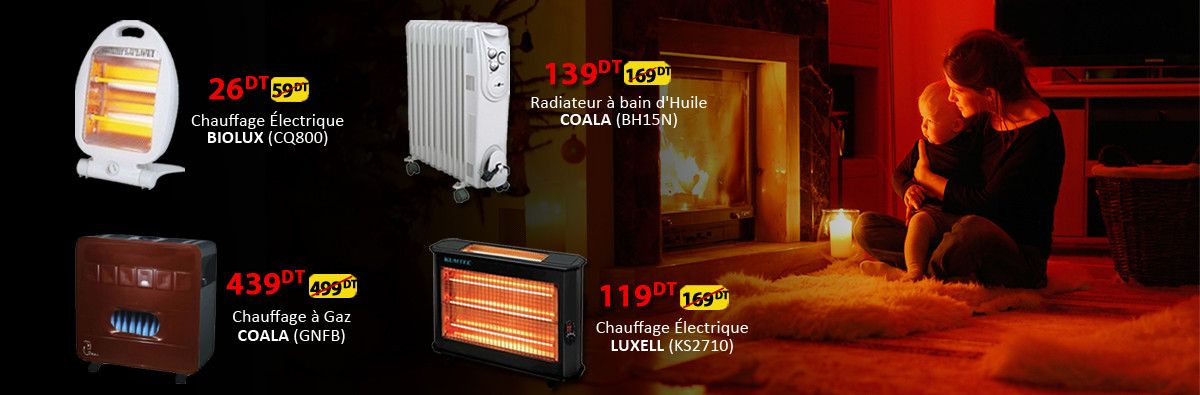 26DT 59DT
Chauffage Électrique
BIOLUX (CQ800)
139DT 169DT
Radiateur à bain d'Huile
COALA (BH15N)
439DT 499DT
Chauffage à Gaz
COALA (GNFB)
KUMTEL
119DT 169DT
Chauffage Électrique
LUXELL (KS2710)